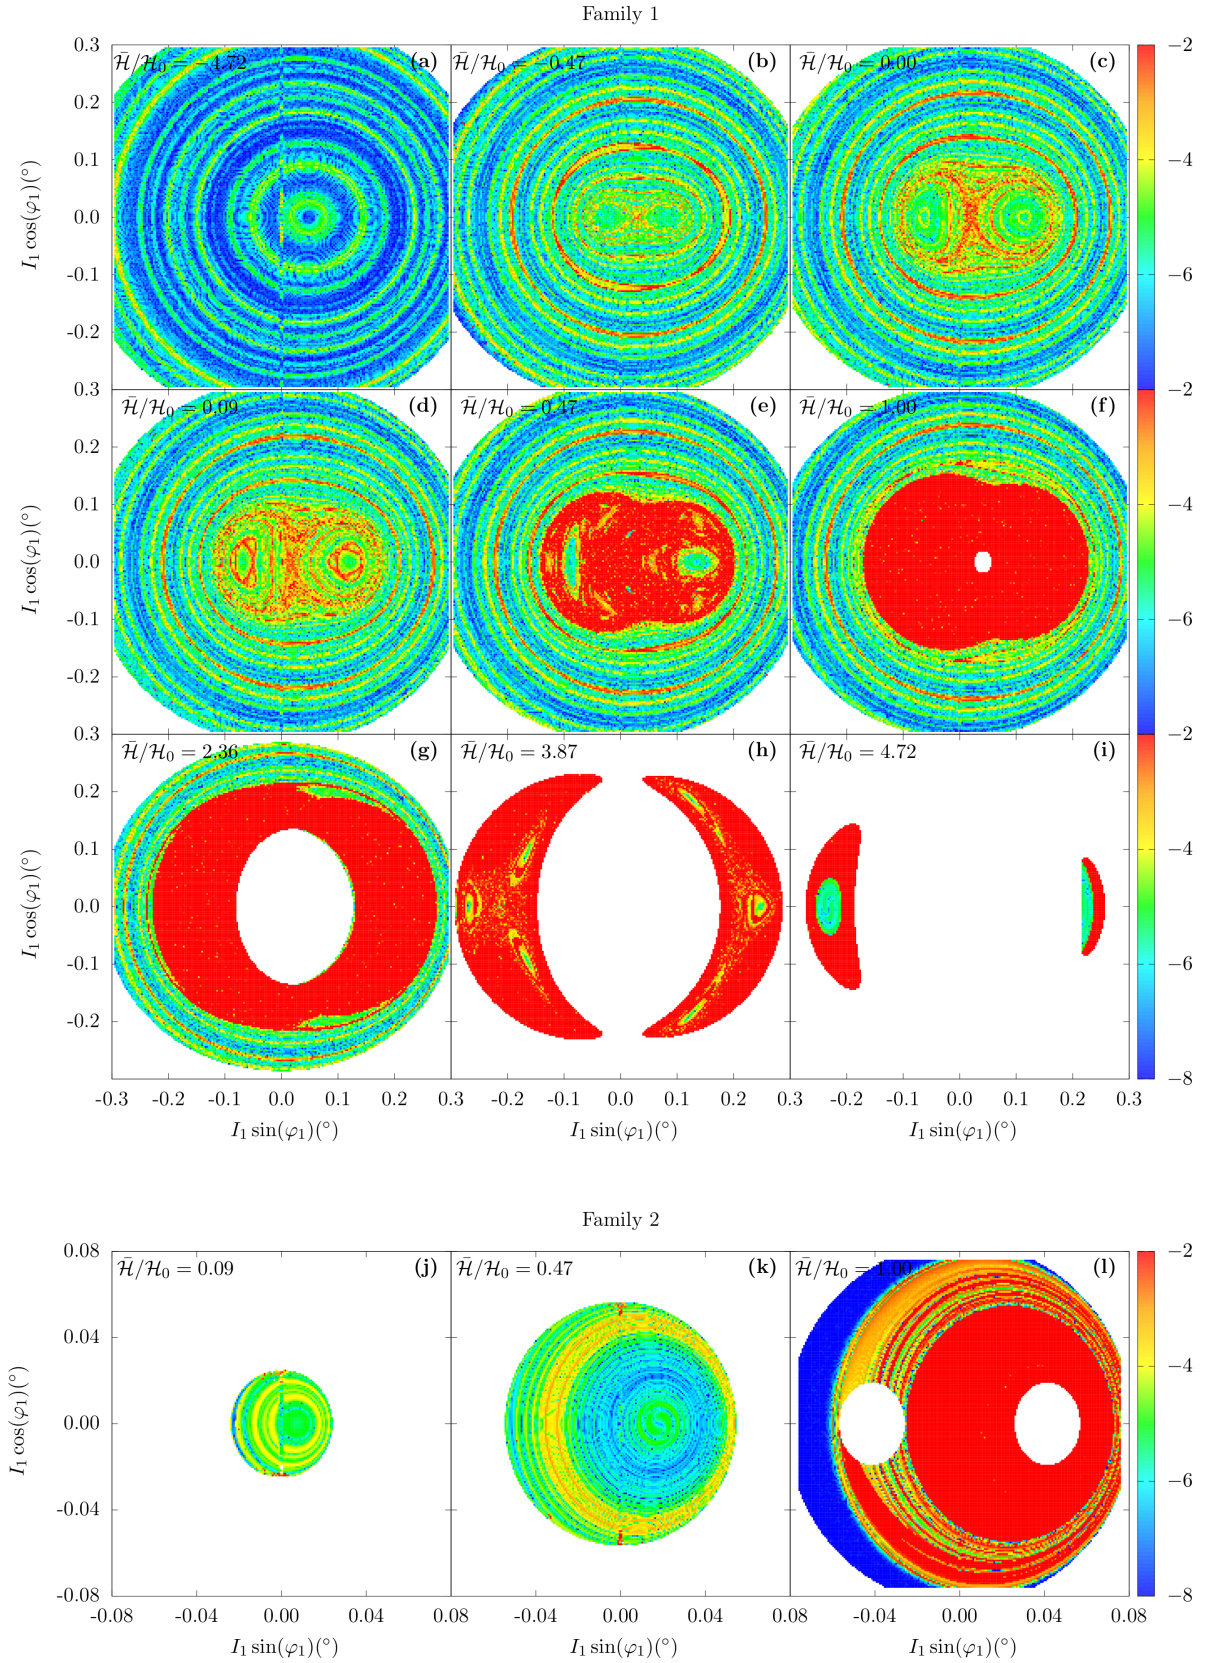 Family 1
H̄/H₀ = −4.72 (a) H̄/H₀ = −0.47 (b) H̄/H₀ = 0.00 (c)
0.3
0.2
0.1
0.0
-0.1
-0.2
0.3
I₁ cos(φ₁)(°)
−2
−4
−6
−2
H̄/H₀ = 0.09 (d) H̄/H₀ = 0.47 (e) H̄/H₀ = 1.00 (f)
0.2
0.1
0.0
-0.1
-0.2
0.3
I₁ cos(φ₁)(°)
−4
−6
−2
H̄/H₀ = 2.36 (g) H̄/H₀ = 3.87 (h) H̄/H₀ = 4.72 (i)
0.2
0.1
0.0
-0.1
-0.2
I₁ cos(φ₁)(°)
−4
−6
−8
-0.3 -0.2 -0.1 0.0 0.1 0.2 0.3 -0.2 -0.1 0.0 0.1 0.2 0.3 -0.2 -0.1 0.0 0.1 0.2 0.3
I₁ sin(φ₁)(°) I₁ sin(φ₁)(°) I₁ sin(φ₁)(°)
Family 2
H̄/H₀ = 0.09 (j) H̄/H₀ = 0.47 (k) H̄/H₀ = 1.00 (l)
0.08
0.04
0.00
-0.04
-0.08
I₁ cos(φ₁)(°)
−2
−4
−6
−8
-0.08 -0.04 0.00 0.04 0.08 -0.04 0.00 0.04 0.08 -0.04 0.00 0.04 0.08
I₁ sin(φ₁)(°) I₁ sin(φ₁)(°) I₁ sin(φ₁)(°)